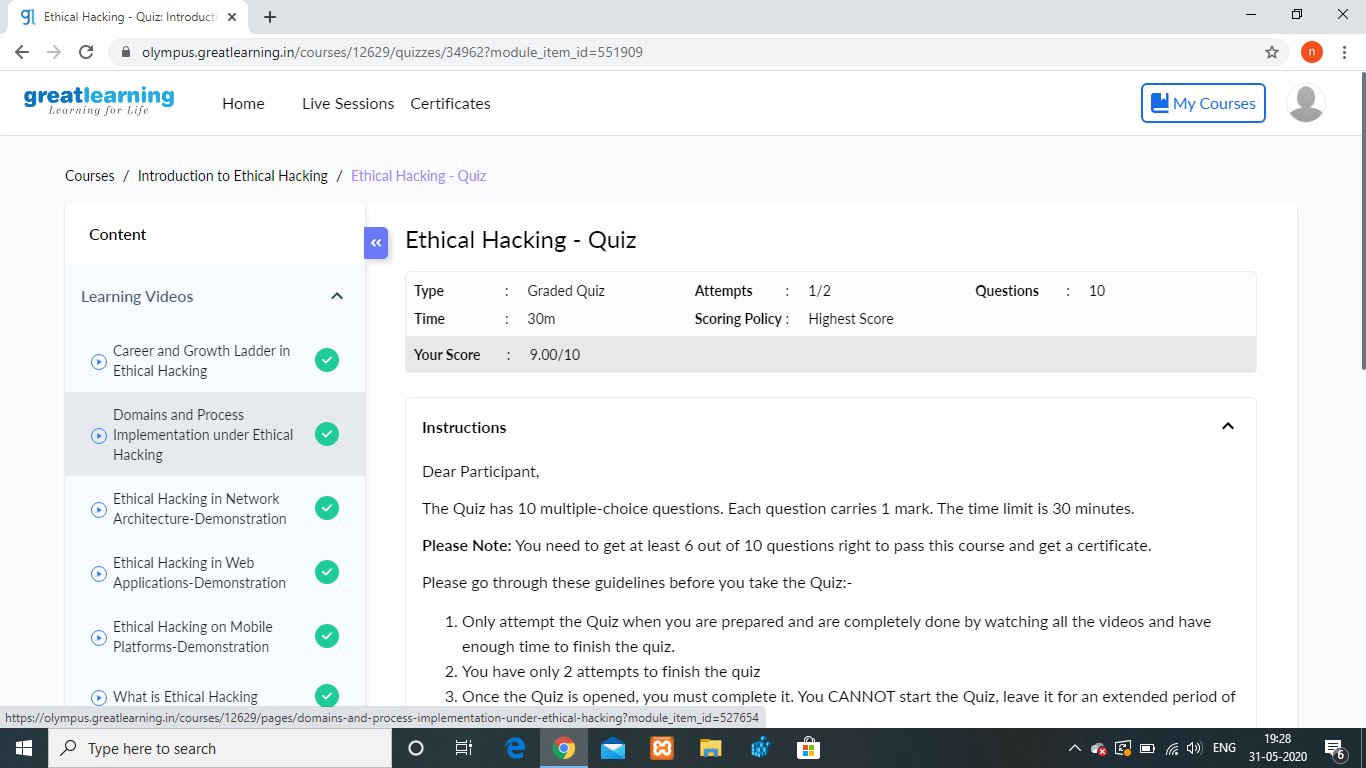 Ethical Hacking - Quiz: Introducti
olympus.greatlearning.in/courses/12629/quizzes/34962?module_item_id=551909
n
greatlearning
Learning for Life
Home
Live Sessions
Certificates
My Courses
Courses / Introduction to Ethical Hacking / Ethical Hacking - Quiz
Content
Learning Videos
Career and Growth Ladder in
Ethical Hacking
Domains and Process
Implementation under Ethical
Hacking
Ethical Hacking in Network
Architecture-Demonstration
Ethical Hacking in Web
Applications-Demonstration
Ethical Hacking on Mobile
Platforms-Demonstration
What is Ethical Hacking
Ethical Hacking - Quiz
Type : Graded Quiz Attempts : 1/2 Questions : 10
Time : 30m Scoring Policy : Highest Score
Your Score : 9.00/10
Instructions
Dear Participant,
The Quiz has 10 multiple-choice questions. Each question carries 1 mark. The time limit is 30 minutes.
Please Note: You need to get at least 6 out of 10 questions right to pass this course and get a certificate.
Please go through these guidelines before you take the Quiz:-
1. Only attempt the Quiz when you are prepared and are completely done by watching all the videos and have
enough time to finish the quiz.
2. You have only 2 attempts to finish the quiz
3. Once the Quiz is opened, you must complete it. You CANNOT start the Quiz, leave it for an extended period of
https://olympus.greatlearning.in/courses/12629/pages/domains-and-process-implementation-under-ethical-hacking?module_item_id=527654
Type here to search
ENG
19:28
31-05-2020
6